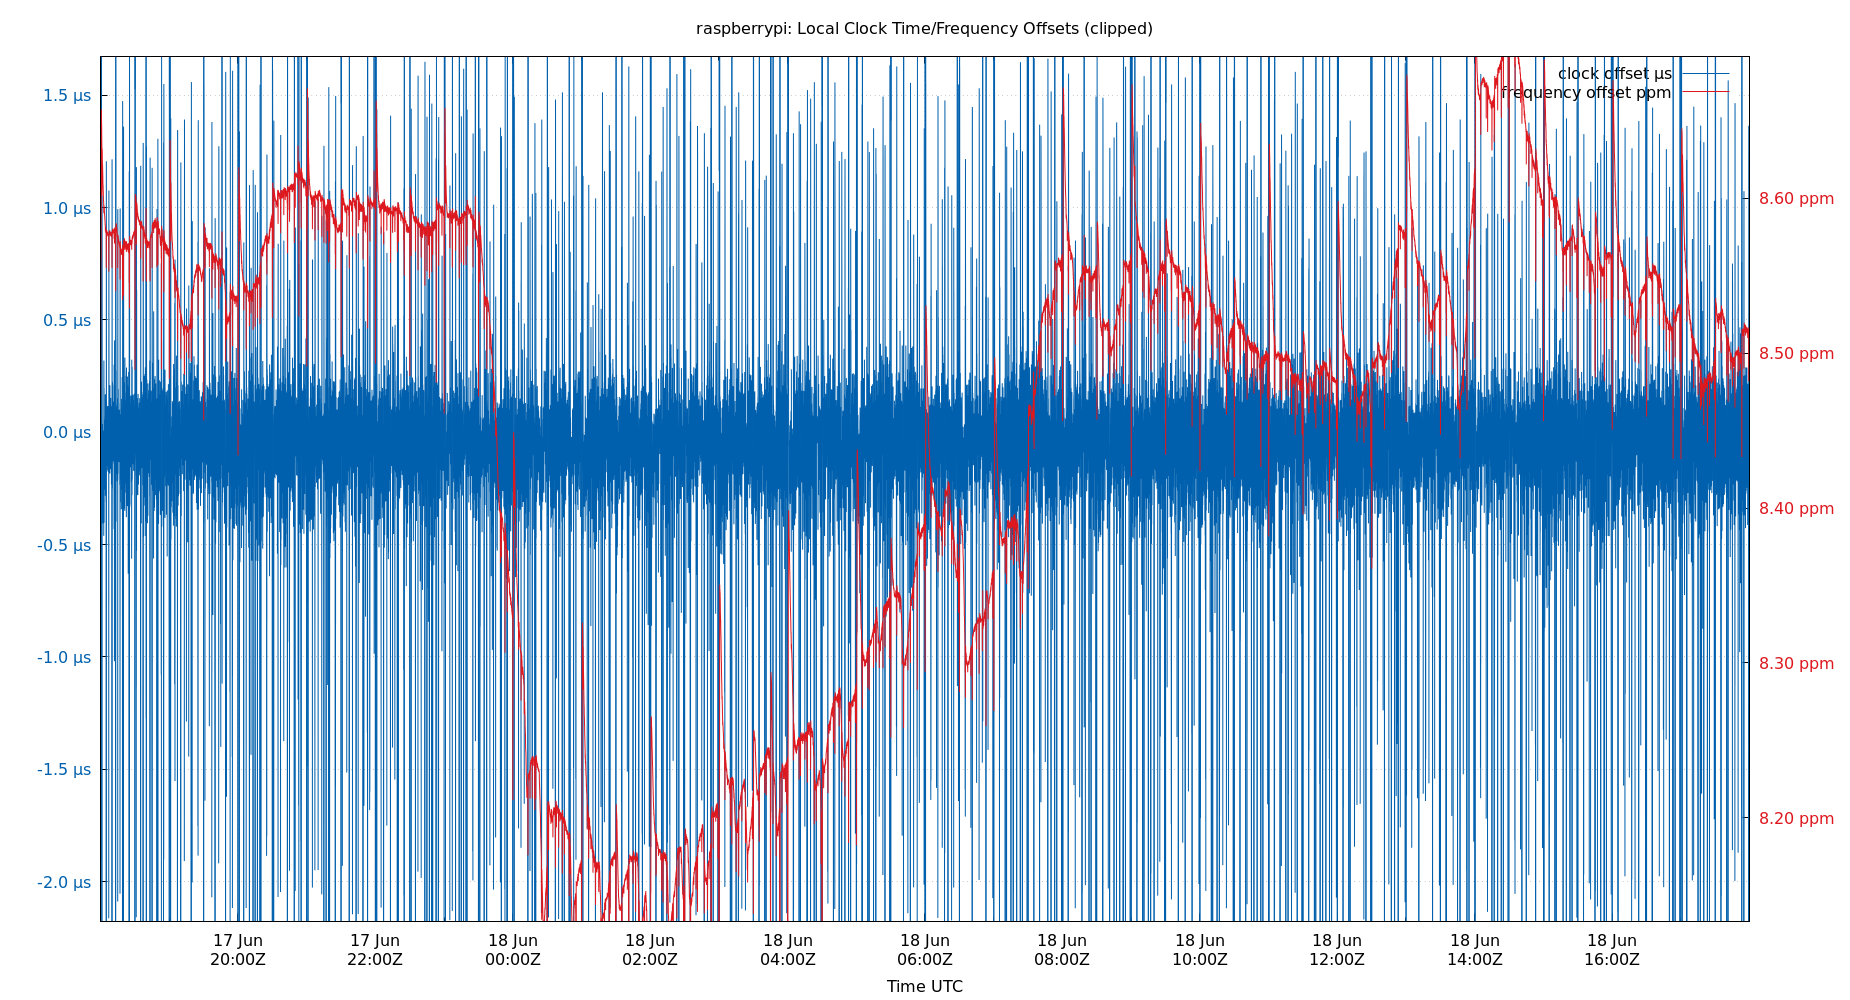 raspberrypi: Local Clock Time/Frequency Offsets (clipped)
clock offset µs
frequency offset ppm
1.5 µs
1.0 µs
0.5 µs
0.0 µs
-0.5 µs
-1.0 µs
-1.5 µs
-2.0 µs
8.60 ppm
8.50 ppm
8.40 ppm
8.30 ppm
8.20 ppm
17 Jun 17 Jun 18 Jun 18 Jun 18 Jun 18 Jun 18 Jun 18 Jun 18 Jun 18 Jun 18 Jun
20:00Z 22:00Z 00:00Z 02:00Z 04:00Z 06:00Z 08:00Z 10:00Z 12:00Z 14:00Z 16:00Z
Time UTC